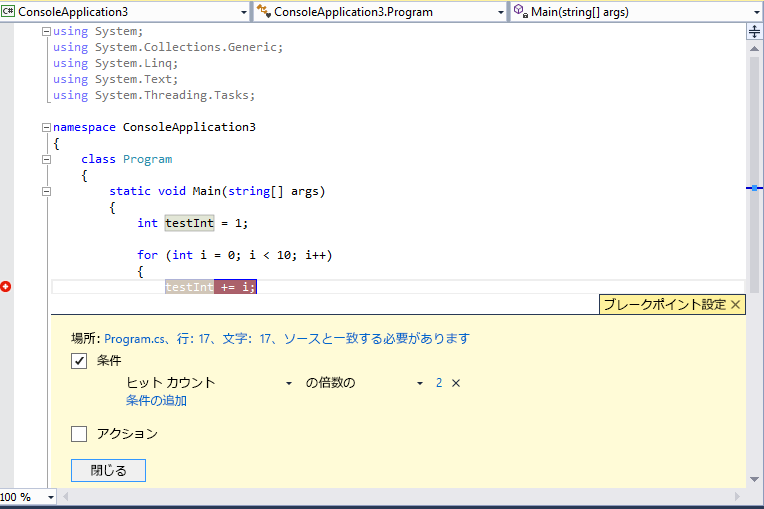 C# ConsoleApplication3 ConsoleApplication3.Program Main(string[] args)
using System;
using System.Collections.Generic;
using System.Linq;
using System.Text;
using System.Threading.Tasks;
namespace ConsoleApplication3
{
class Program
{
static void Main(string[] args)
{
int testInt = 1;
for (int i = 0; i < 10; i++)
{
testInt += i;
ブレークポイント設定 ×
場所: Program.cs、行: 17、文字: 17、ソースと一致する必要があります
条件
ヒット カウント の倍数の 2 ×
条件の追加
アクション
閉じる
100 %